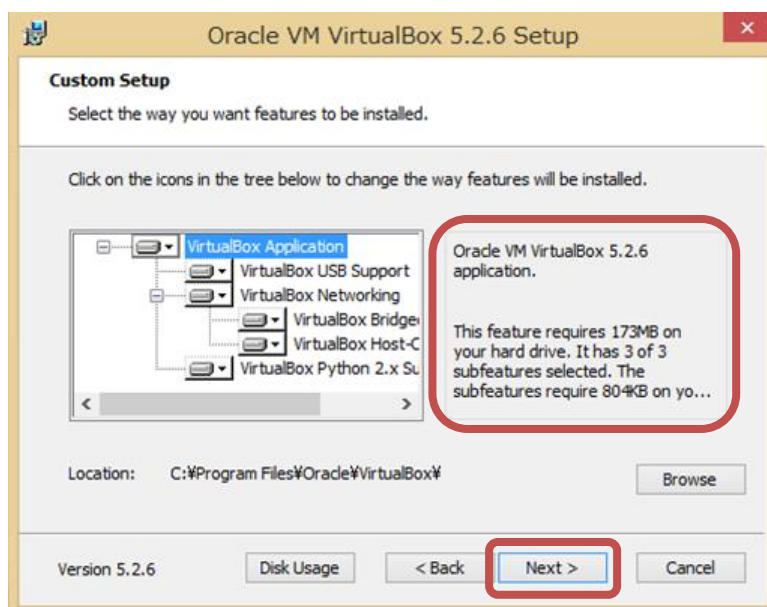 Oracle VM VirtualBox 5.2.6 Setup
Custom Setup
Select the way you want features to be installed.
Click on the icons in the tree below to change the way features will be installed.
VirtualBox Application
VirtualBox USB Support
VirtualBox Networking
VirtualBox Bridge
VirtualBox Host-C
VirtualBox Python 2.x Su
Oracle VM VirtualBox 5.2.6
application.
This feature requires 173MB on
your hard drive. It has 3 of 3
subfeatures selected. The
subfeatures require 804KB on yo...
Location: C:¥Program Files¥Oracle¥VirtualBox¥
Browse
Version 5.2.6 Disk Usage < Back Next > Cancel